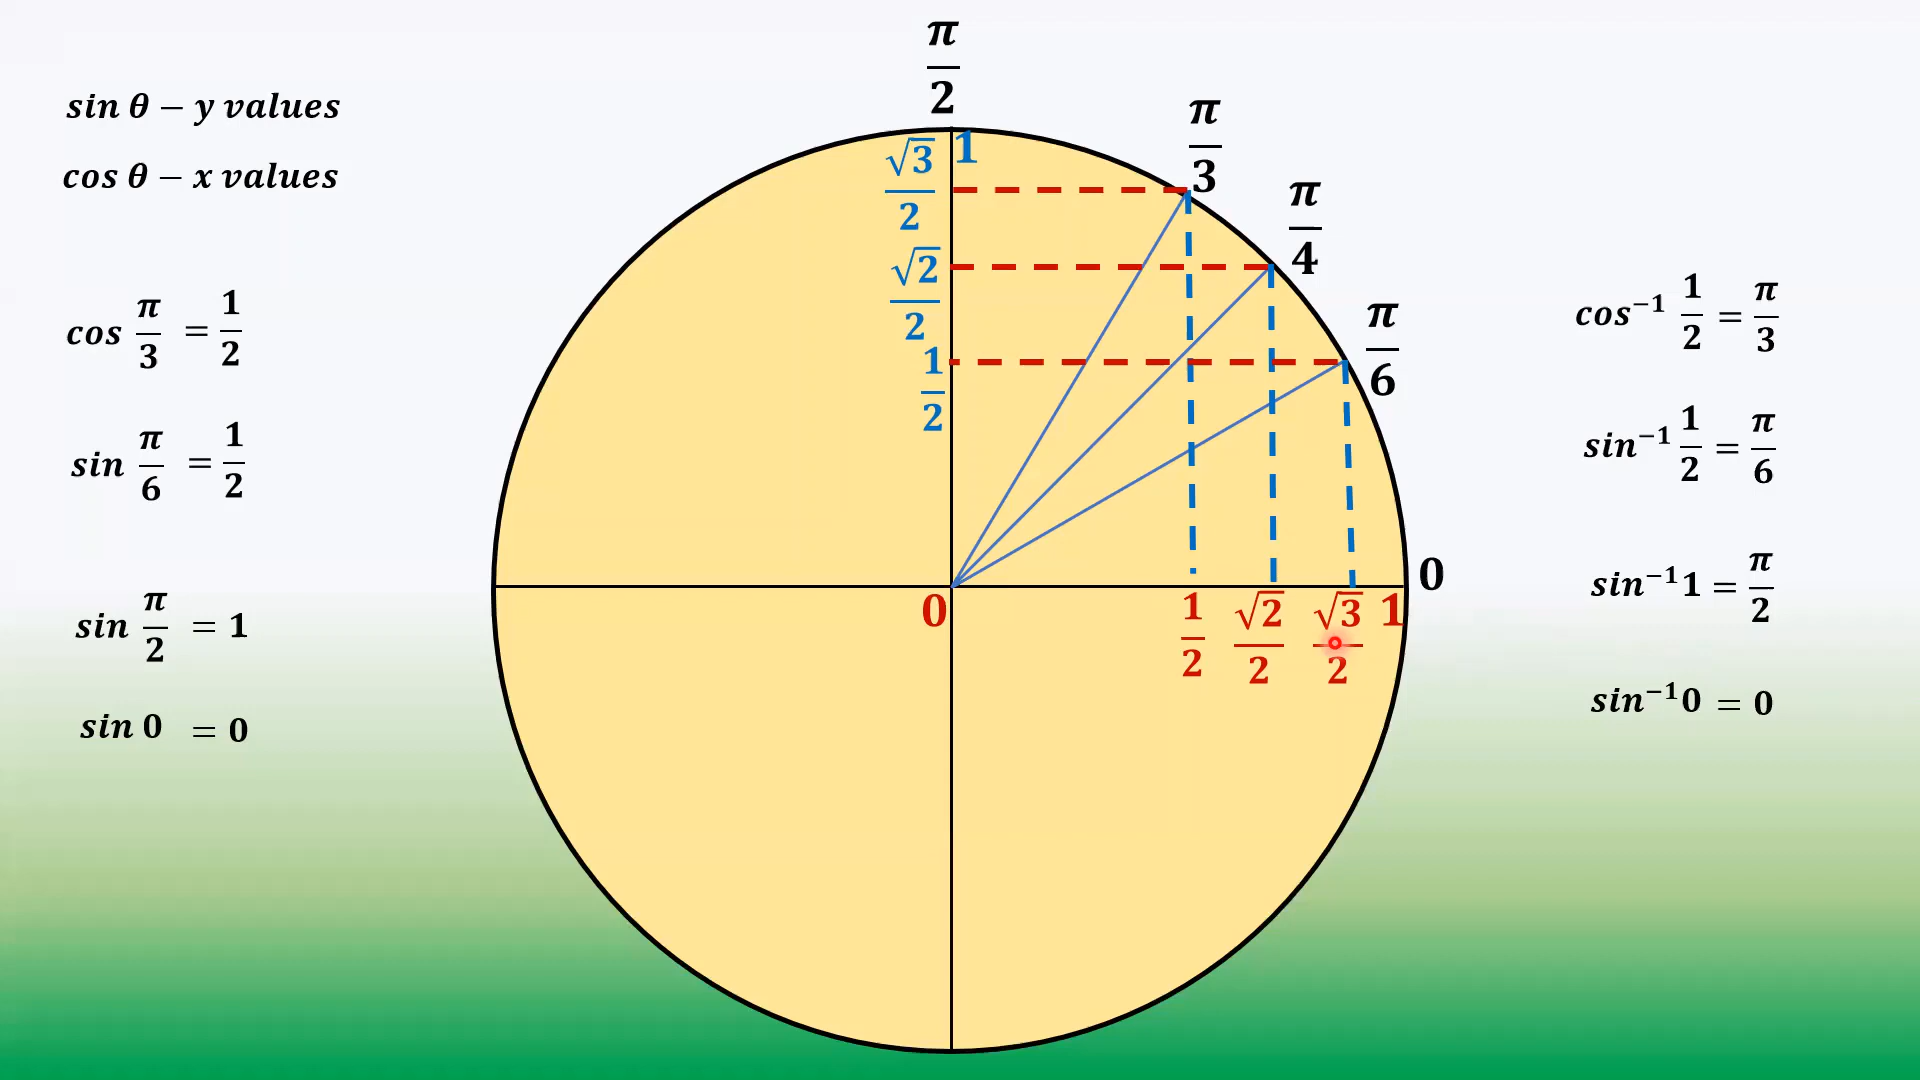 sin θ − y values
cos θ − x values
cos π/3 = 1/2
sin π/6 = 1/2
sin π/2 = 1
sin 0 = 0
π/2
π/3
π/4
π/6
0
1
√3/2
√2/2
1/2
0
1/2
√2/2
√3/2
1
cos⁻¹ 1/2 = π/3
sin⁻¹ 1/2 = π/6
sin⁻¹1 = π/2
sin⁻¹0 = 0